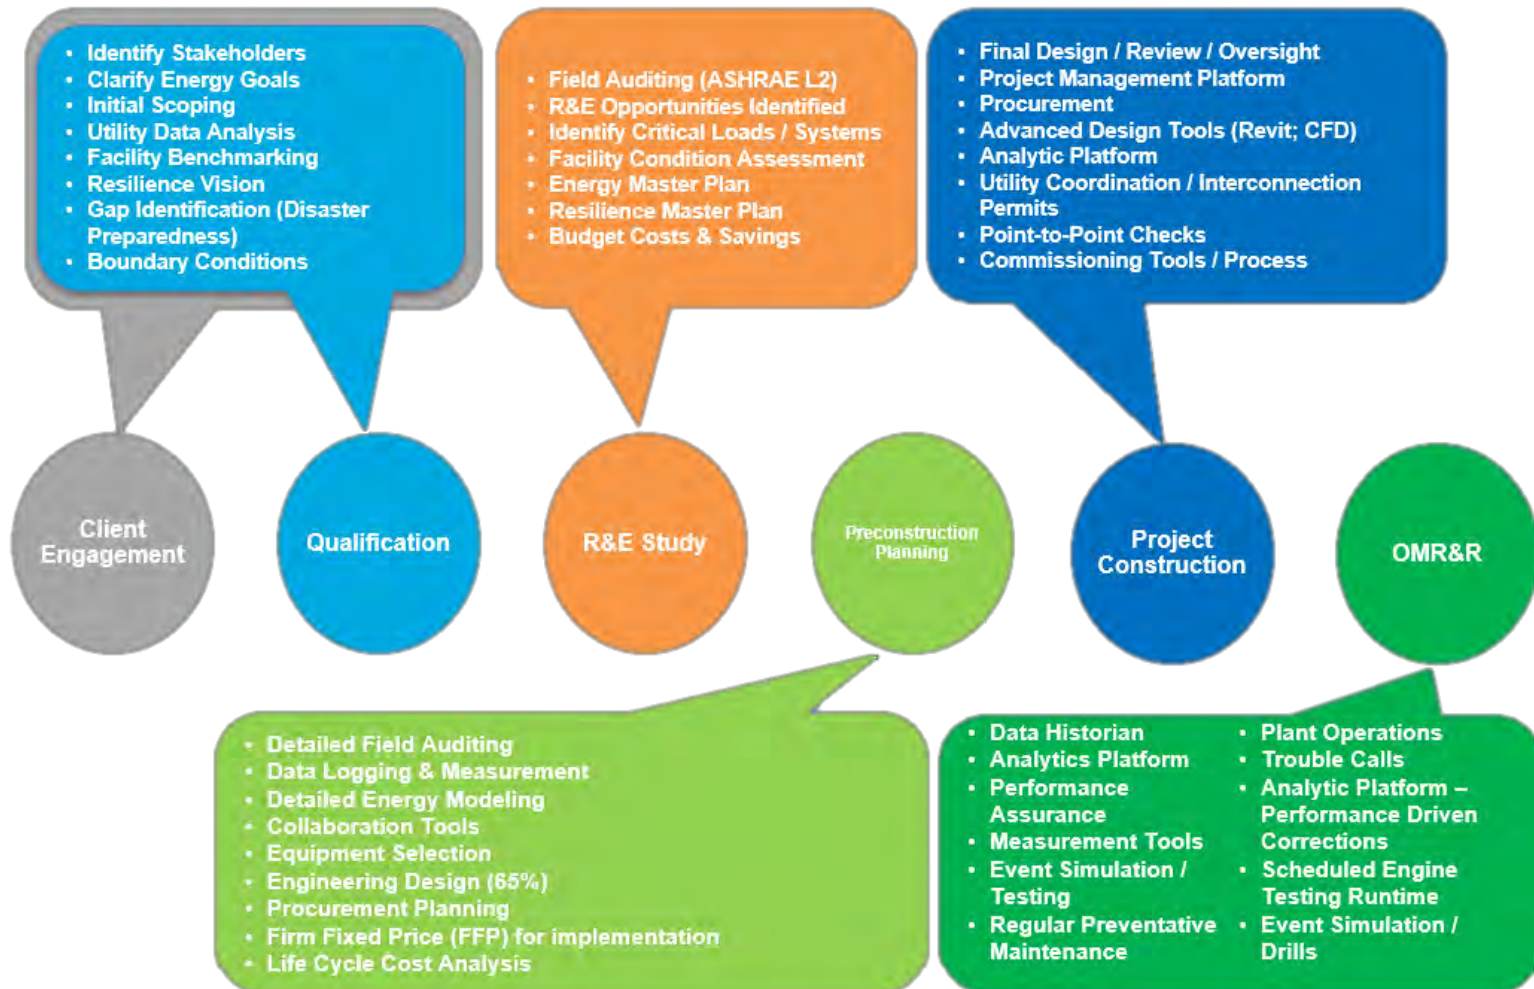 • Identify Stakeholders
• Clarify Energy Goals
• Initial Scoping
• Utility Data Analysis
• Facility Benchmarking
• Resilience Vision
• Gap Identification (Disaster
Preparedness)
• Boundary Conditions
• Field Auditing (ASHRAE L2)
• R&E Opportunities Identified
• Identify Critical Loads / Systems
• Facility Condition Assessment
• Energy Master Plan
• Resilience Master Plan
• Budget Costs & Savings
• Final Design / Review / Oversight
• Project Management Platform
• Procurement
• Advanced Design Tools (Revit; CFD)
• Analytic Platform
• Utility Coordination / Interconnection
Permits
• Point-to-Point Checks
• Commissioning Tools / Process
Client
Engagement
Qualification
R&E Study
Preconstruction
Planning
Project
Construction
OMR&R
• Detailed Field Auditing
• Data Logging & Measurement
• Detailed Energy Modeling
• Collaboration Tools
• Equipment Selection
• Engineering Design (65%)
• Procurement Planning
• Firm Fixed Price (FFP) for implementation
• Life Cycle Cost Analysis
• Data Historian
• Analytics Platform
• Performance
Assurance
• Measurement Tools
• Event Simulation /
Testing
• Regular Preventative
Maintenance
• Plant Operations
• Trouble Calls
• Analytic Platform –
Performance Driven
Corrections
• Scheduled Engine
Testing Runtime
• Event Simulation /
Drills